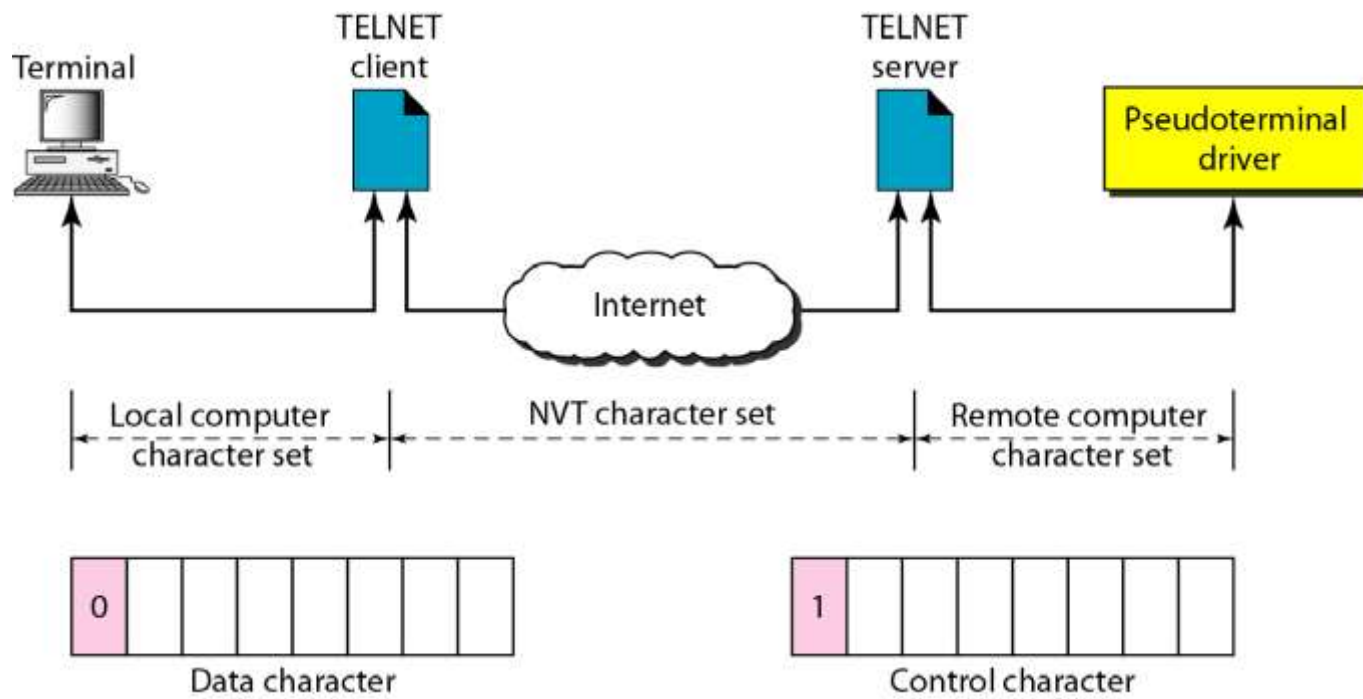 Terminal
TELNET
client
TELNET
server
Pseudoterminal
driver
Internet
Local computer
character set
NVT character set
Remote computer
character set
0
Data character
1
Control character